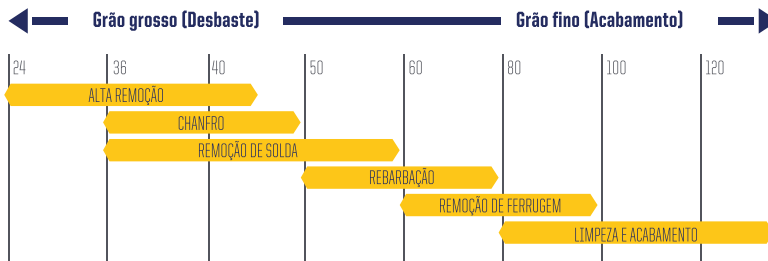 Grão grosso (Desbaste) Grão fino (Acabamento)
24 36 40 50 60 80 100 120
ALTA REMOÇÃO
CHANFRO
REMOÇÃO DE SOLDA
REBARBAÇÃO
REMOÇÃO DE FERRUGEM
LIMPEZA E ACABAMENTO